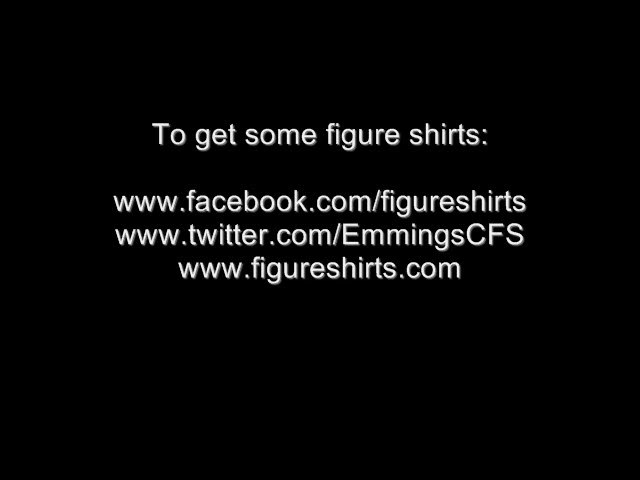 To get some figure shirts:
www.facebook.com/figureshirts
www.twitter.com/EmmingsCFS
www.figureshirts.com